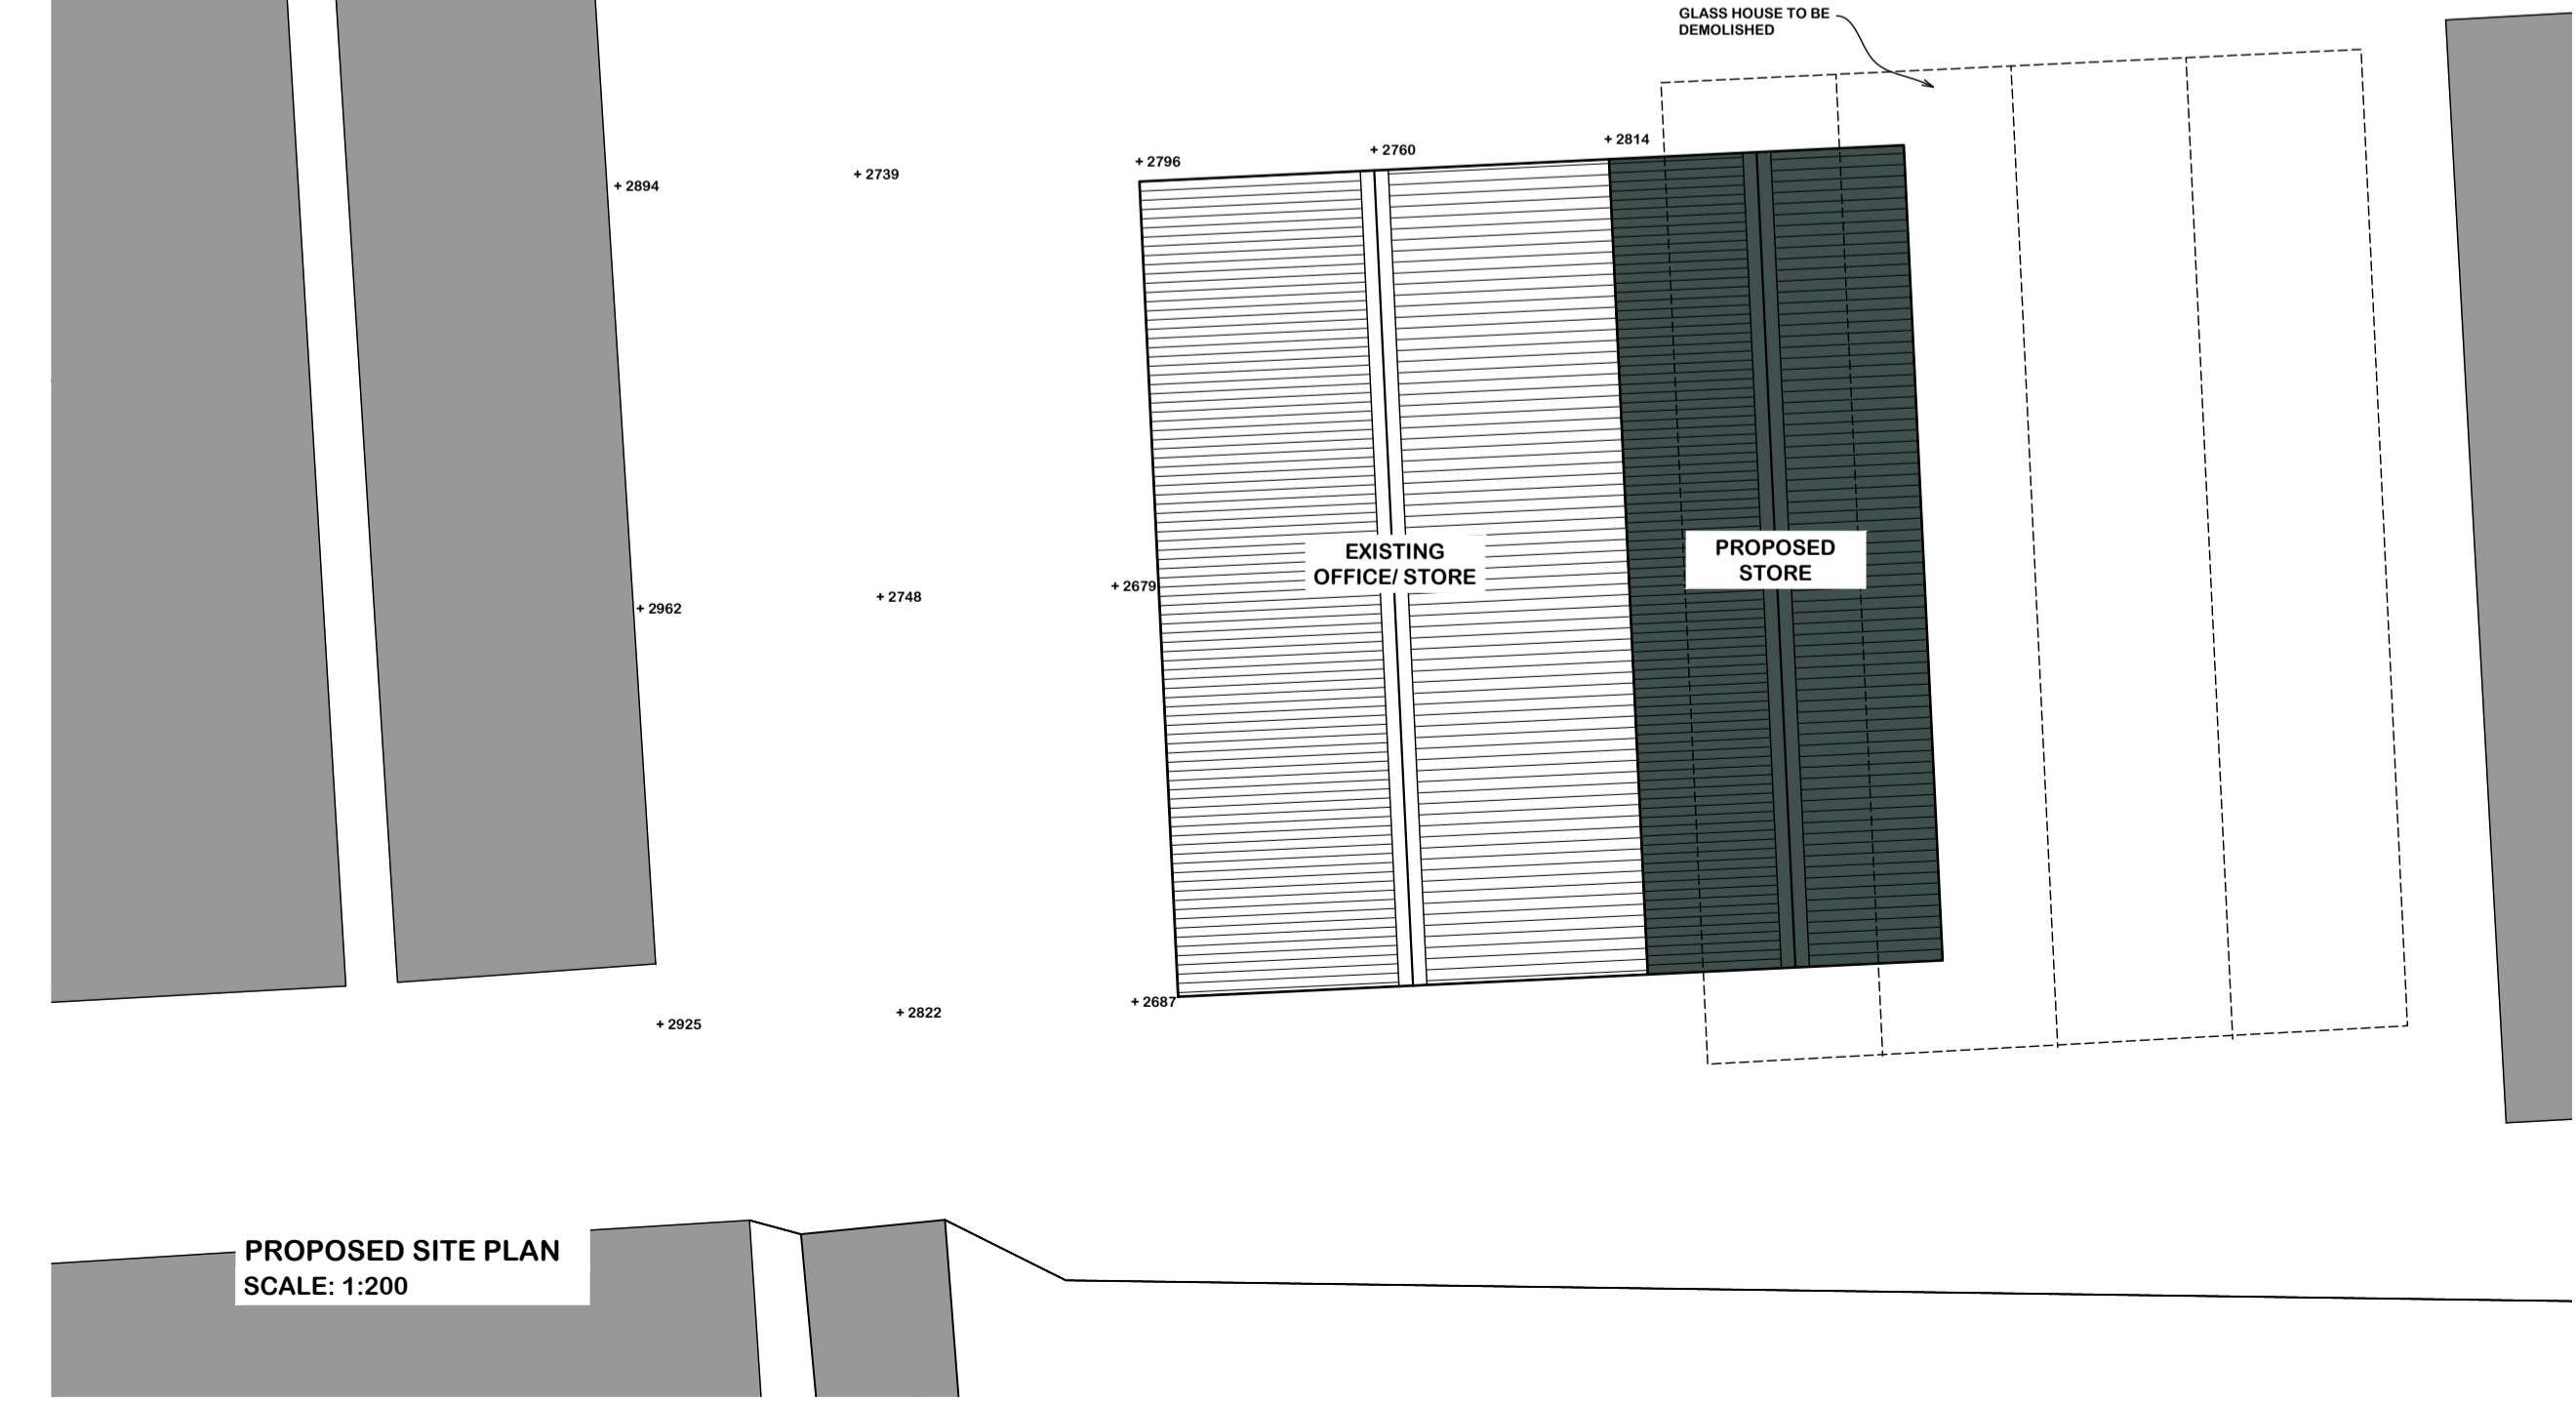 GLASS HOUSE TO BE
DEMOLISHED
+ 2814
+ 2760
+ 2796
+ 2739
+ 2894
EXISTING
OFFICE/ STORE
PROPOSED
STORE
+ 2679
+ 2748
+ 2962
+ 2687
+ 2822
+ 2925
PROPOSED SITE PLAN
SCALE: 1:200